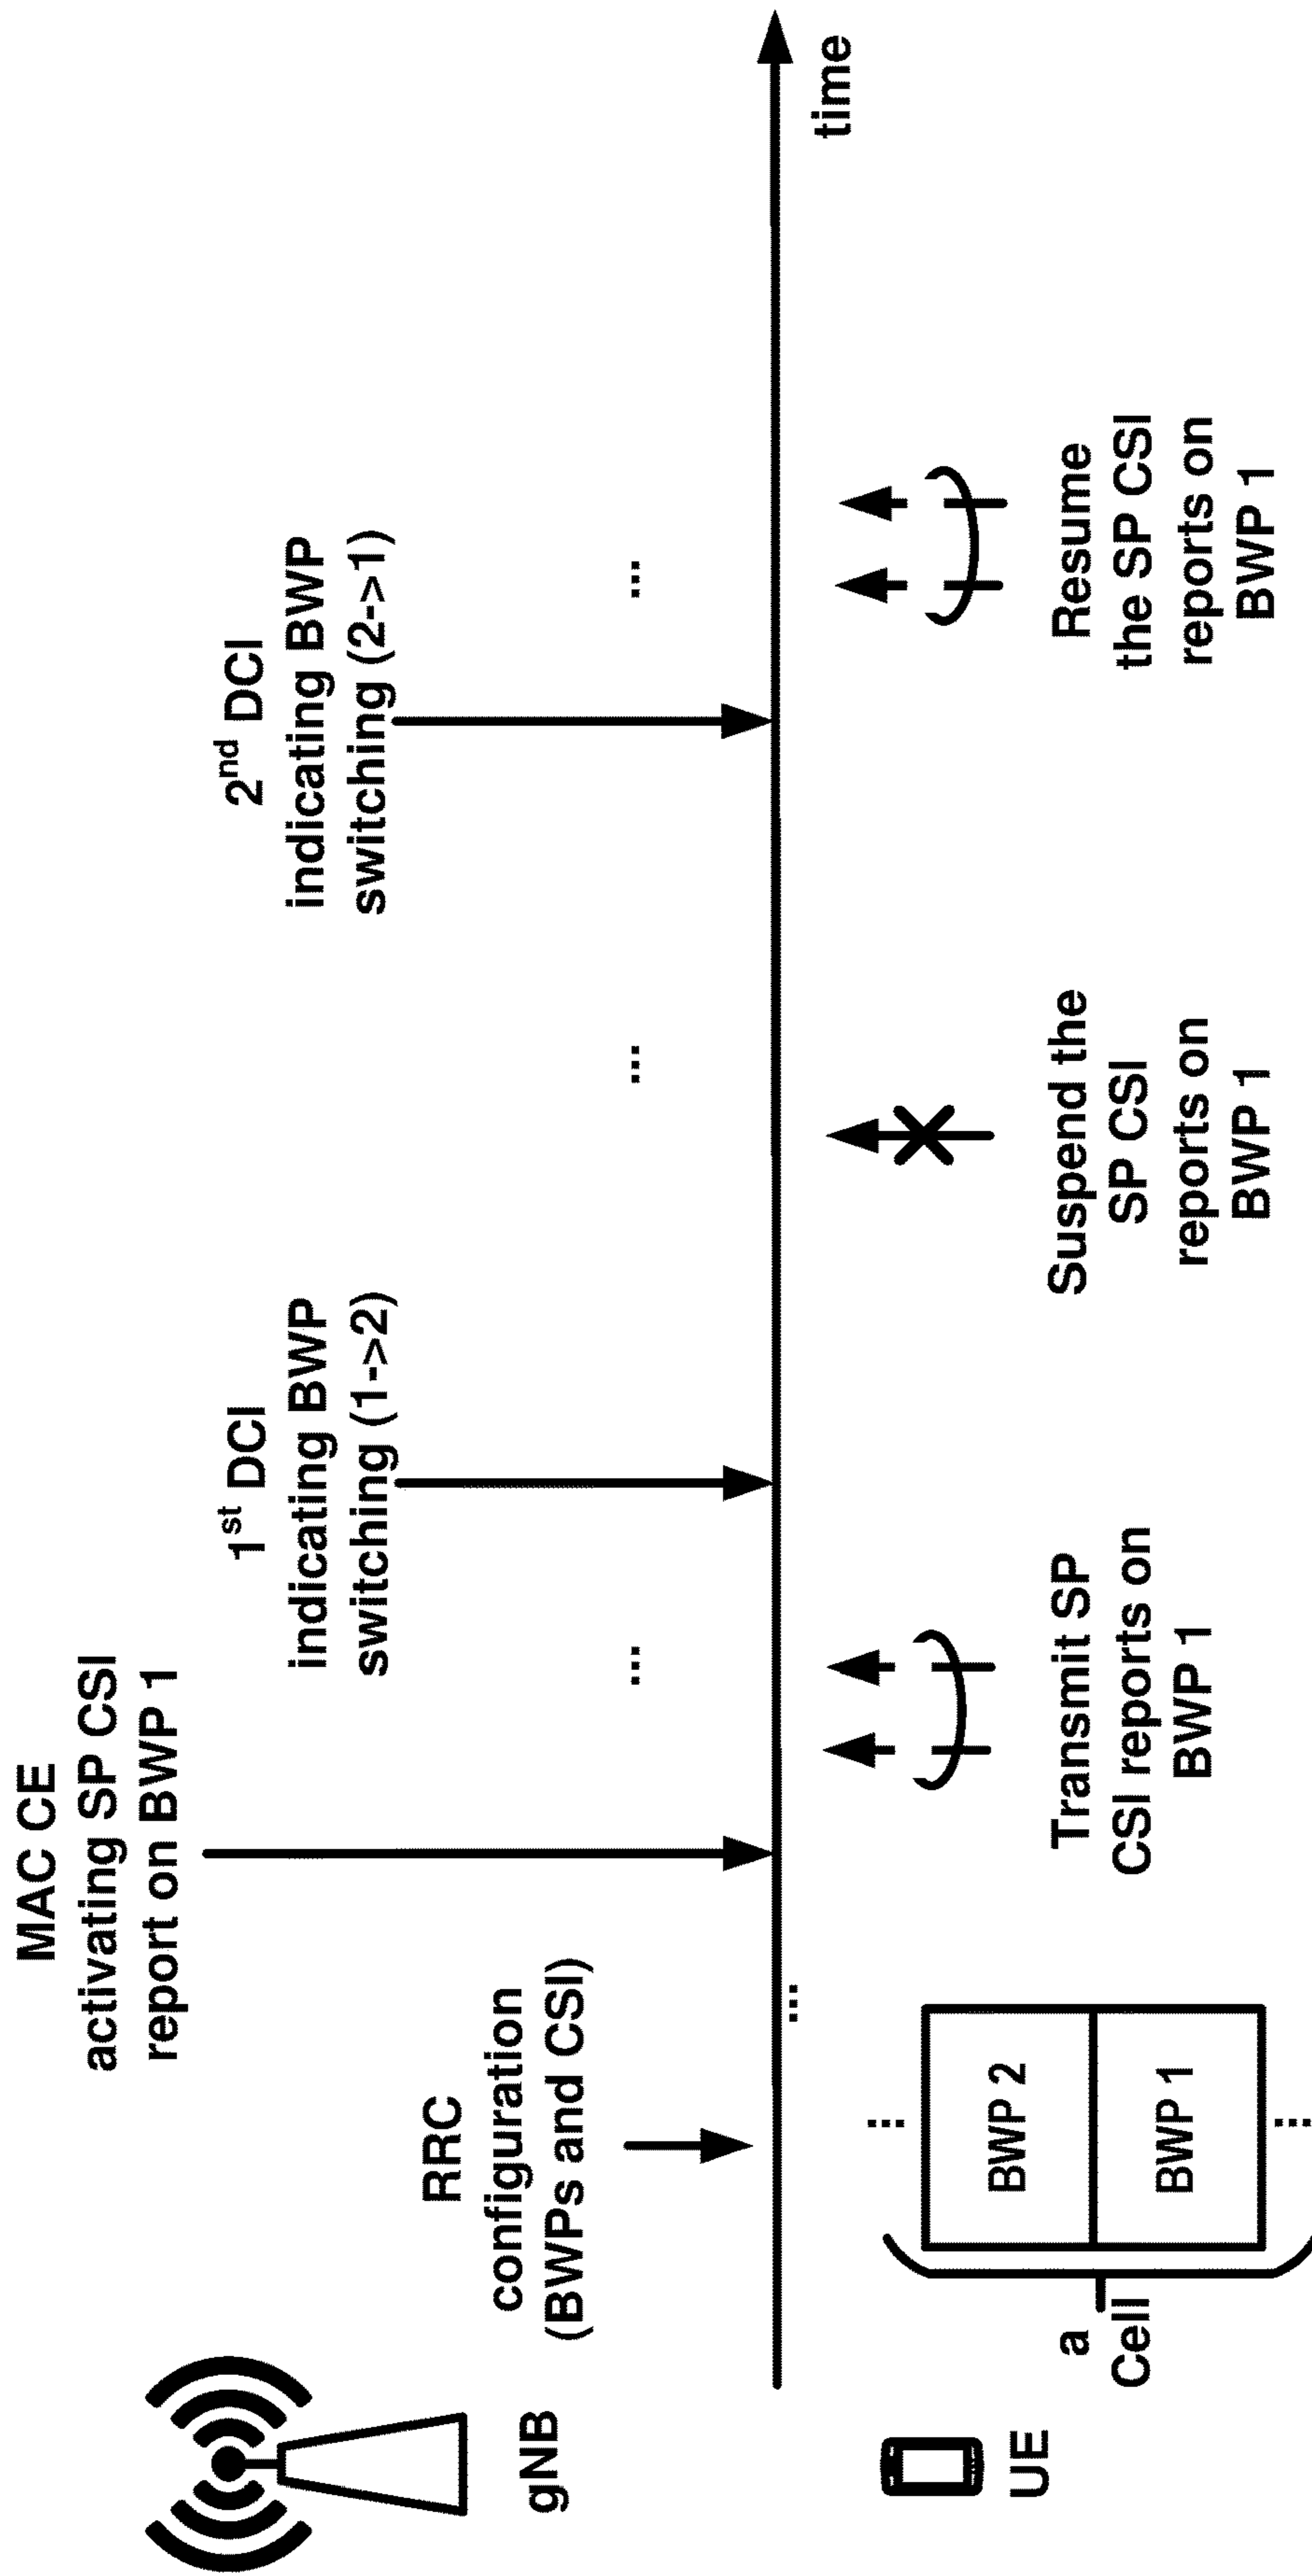 gNB
RRC
configuration
(BWPs and CSI)
MAC CE
activating SP CSI
report on BWP 1
1st DCI
indicating BWP
switching (1->2)
2nd DCI
indicating BWP
switching (2->1)
...
...
...
...
time
UE
a
Cell
...
BWP 2
BWP 1
...
Transmit SP
CSI reports on
BWP 1
Suspend the
SP CSI
reports on
BWP 1
Resume
the SP CSI
reports on
BWP 1